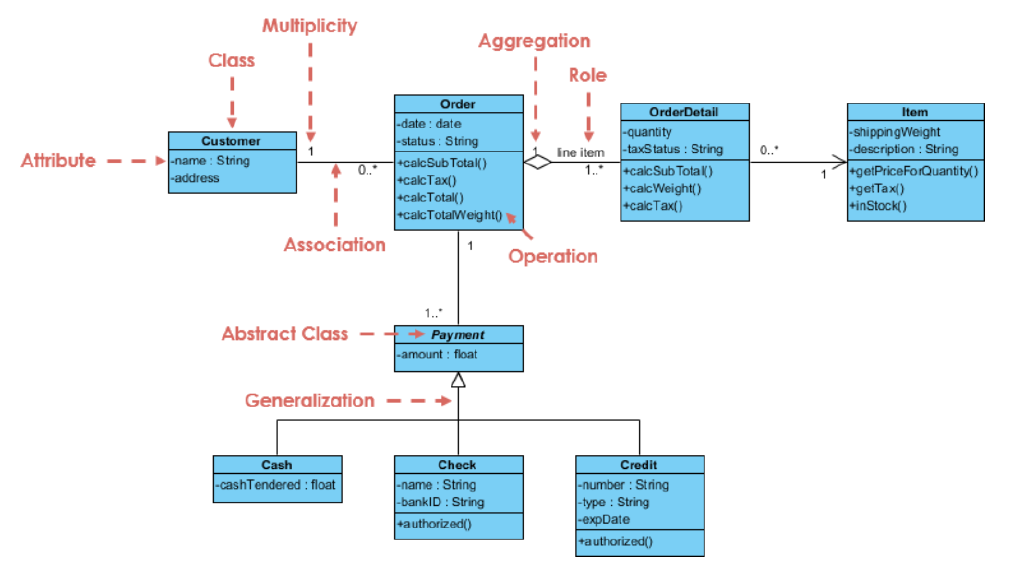 Multiplicity
Aggregation
Class
Role
Attribute
Customer
-name : String
-address
1
0..*
Association
Order
-date : date
-status : String
+calcSubTotal()
+calcTax()
+calcTotal()
+calcTotalWeight()
Operation
1
line item
1..*
OrderDetail
-quantity
-taxStatus : String
+calcSubTotal()
+calcWeight()
+calcTax()
0..*
1
Item
-shippingWeight
-description : String
+getPriceForQuantity()
+getTax()
+inStock()
1
1..*
Abstract Class
Payment
-amount : float
Generalization
Cash
-cashTendered : float
Check
-name : String
-bankID : String
+authorized()
Credit
-number : String
-type : String
-expDate
+authorized()